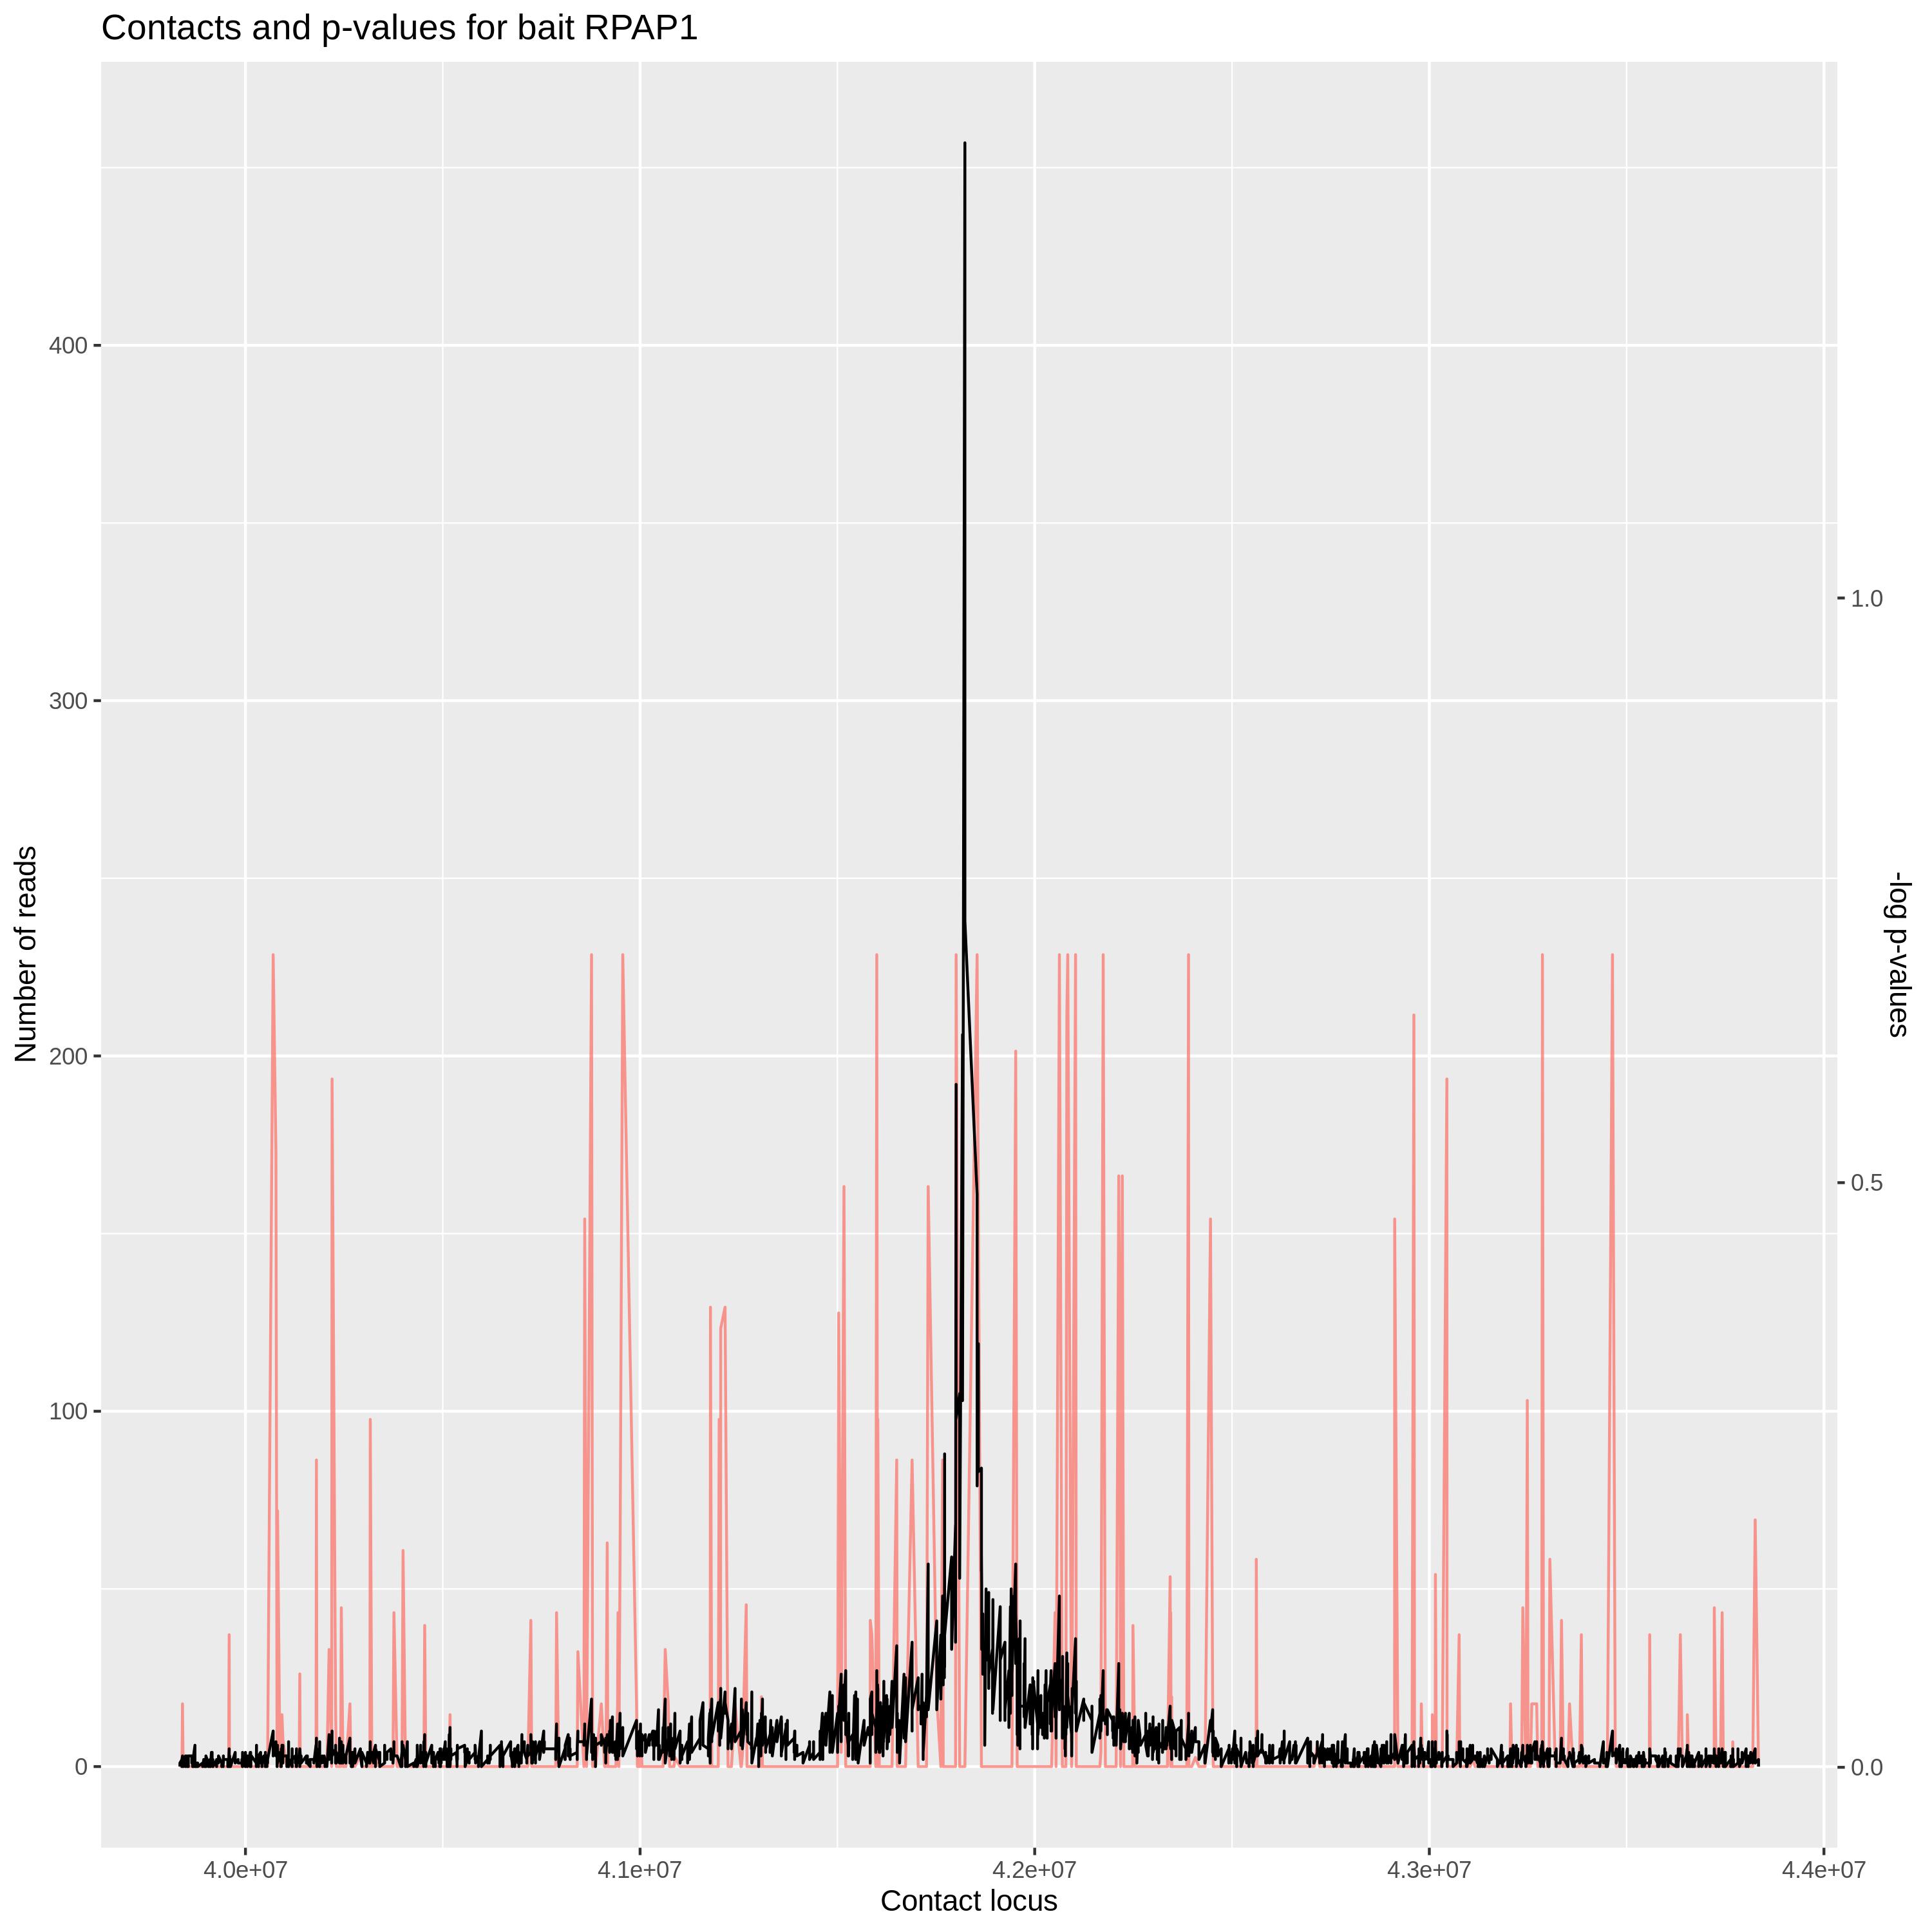 Contacts and p-values for bait RPAP1
Number of reads
400
300
200
100
0
1.0
0.5
0.0
-log p-values
4.0e+07
4.1e+07
4.2e+07
4.3e+07
4.4e+07
Contact locus